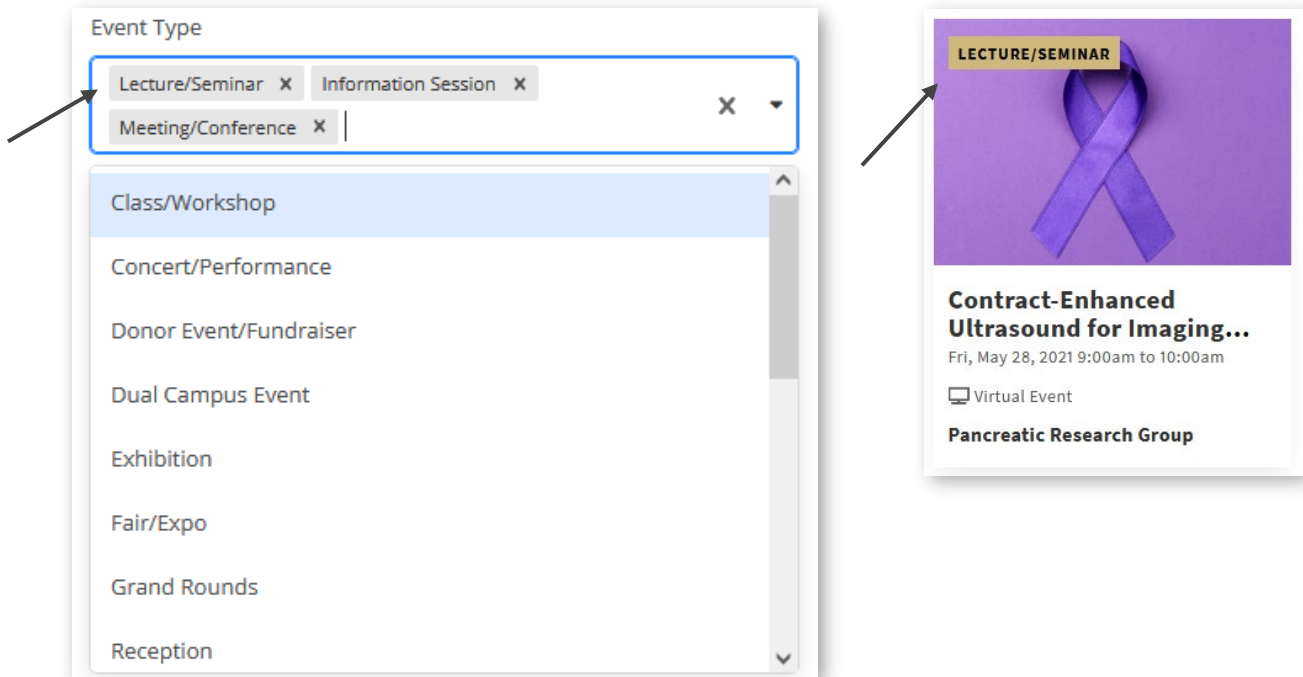 Event Type
Lecture/Seminar x Information Session x
Meeting/Conference x
Class/Workshop
Concert/Performance
Donor Event/Fundraiser
Dual Campus Event
Exhibition
Fair/Expo
Grand Rounds
Reception
LECTURE/SEMINAR
Contract-Enhanced
Ultrasound for Imaging...
Fri, May 28, 2021 9:00am to 10:00am
Virtual Event
Pancreatic Research Group